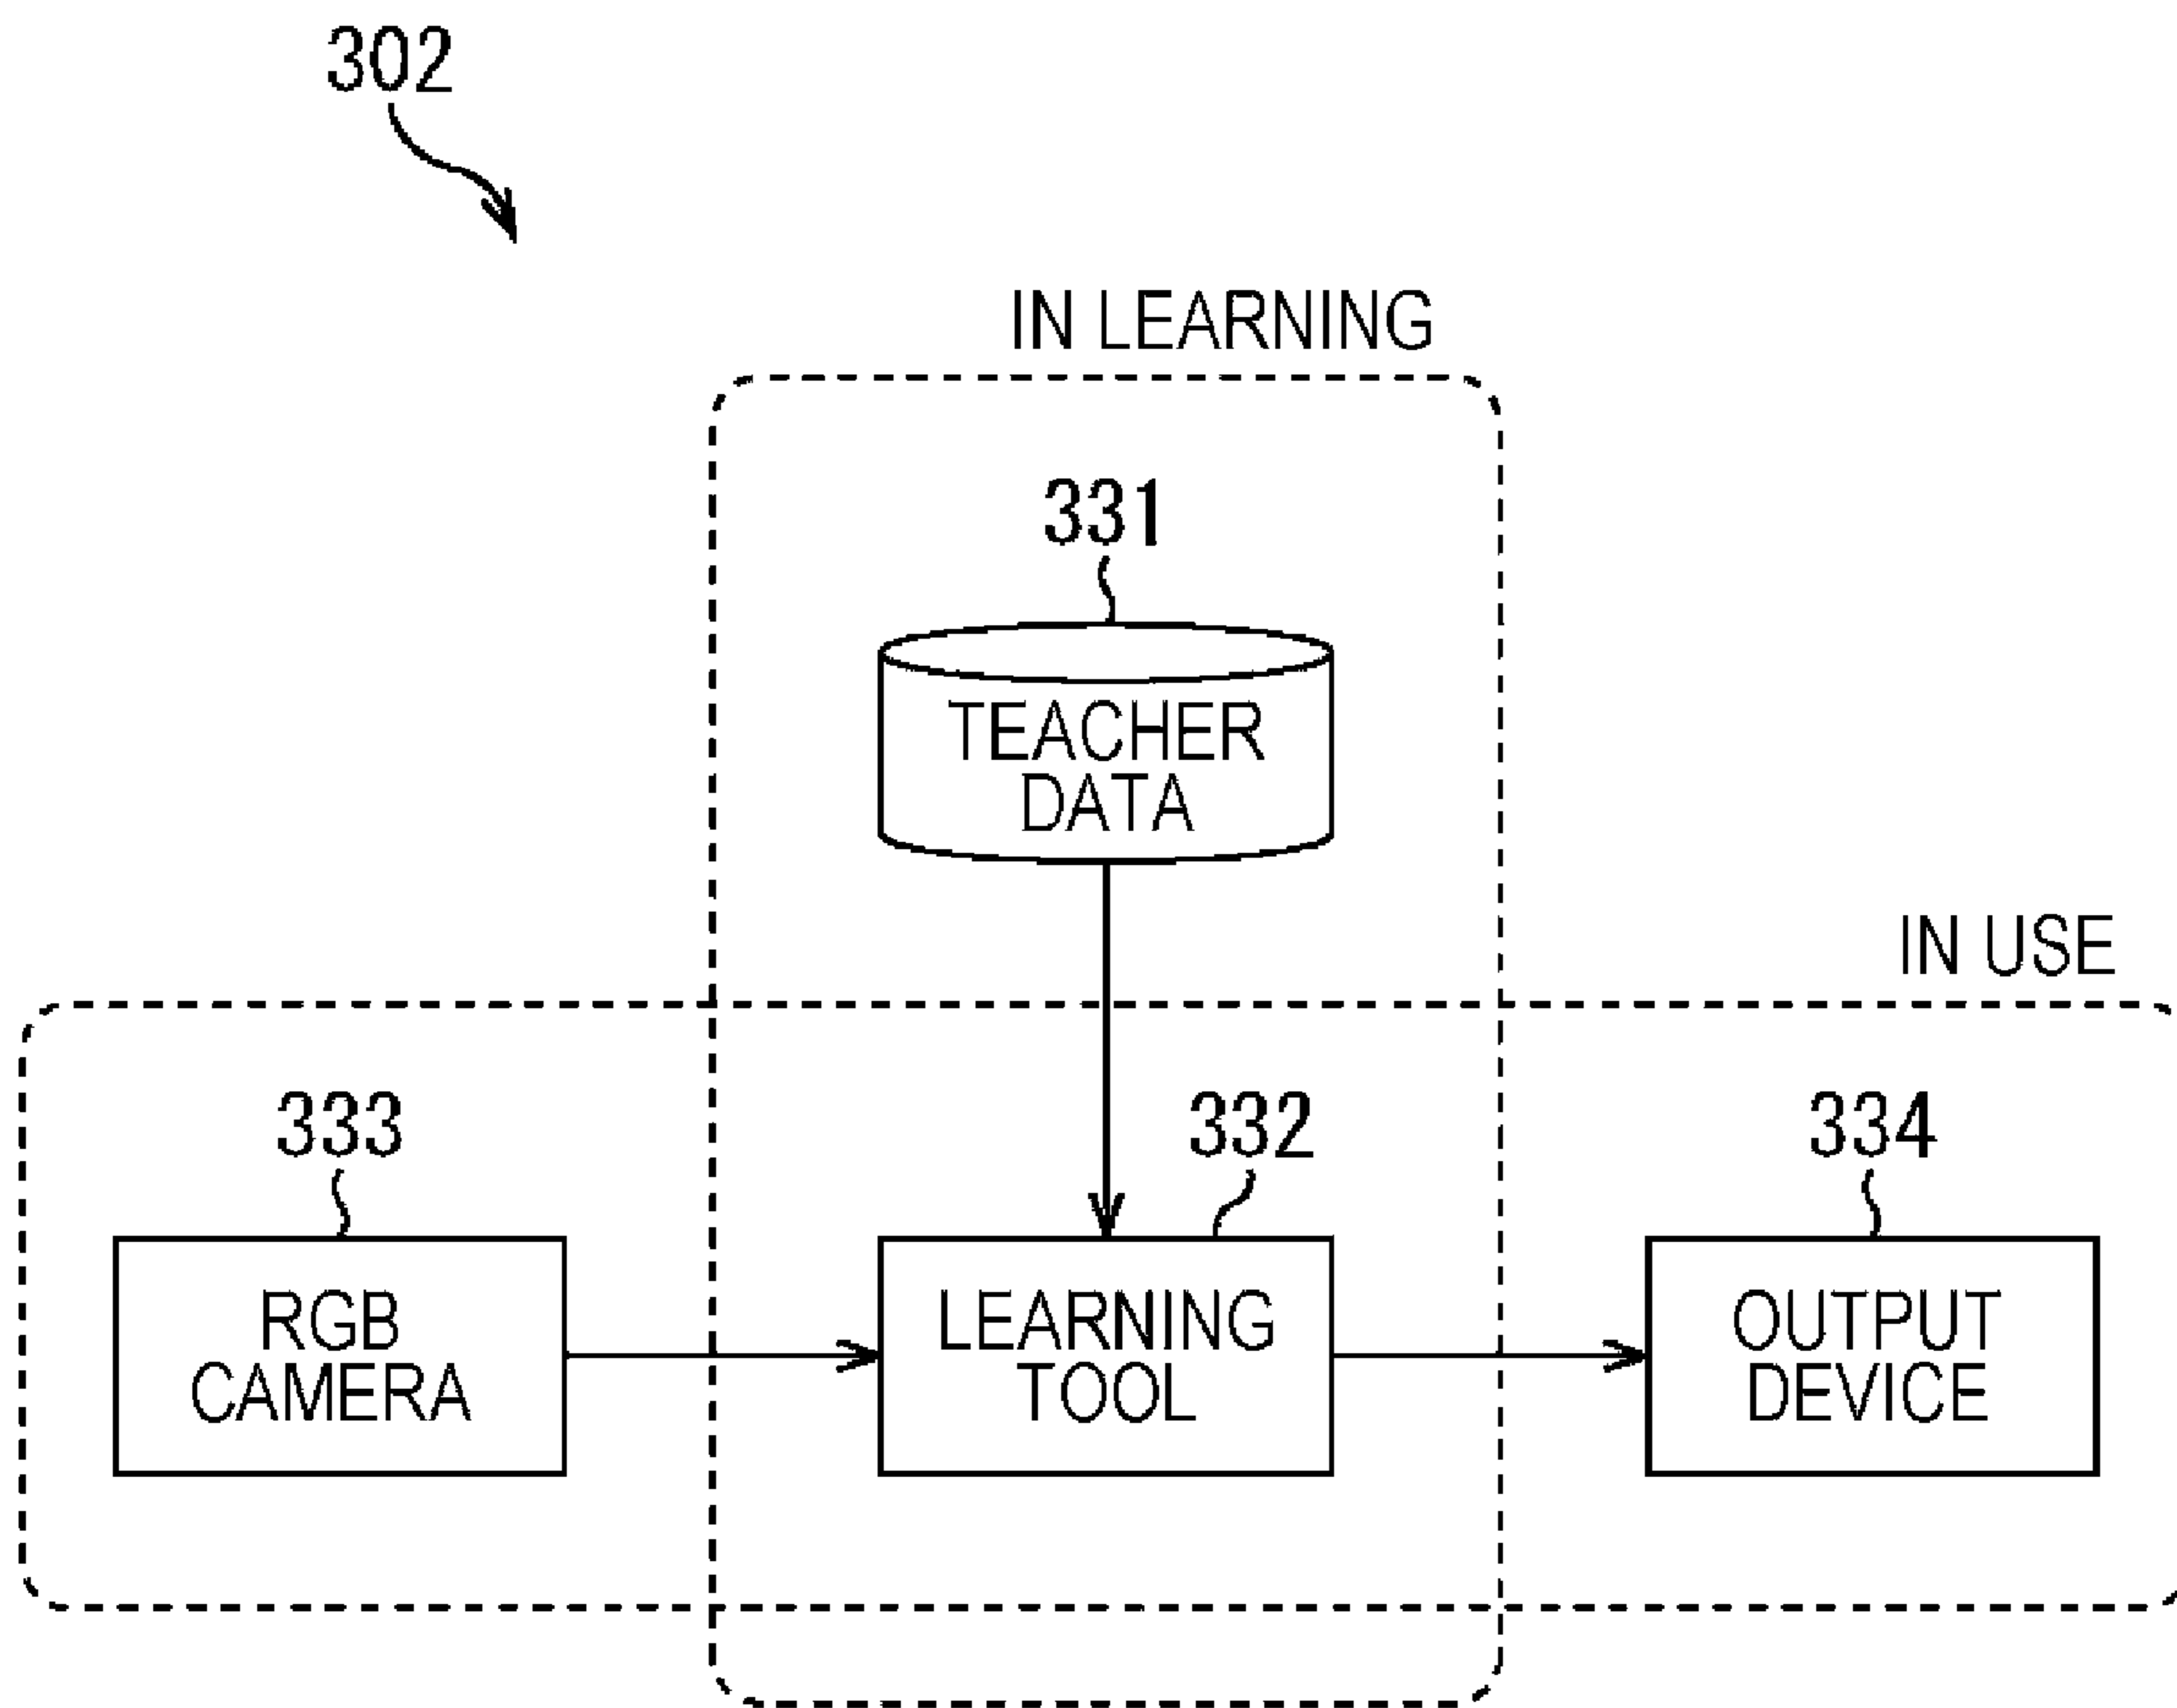 302
IN LEARNING
331
TEACHER
DATA
IN USE
333
332
334
RGB
CAMERA
LEARNING
TOOL
OUTPUT
DEVICE